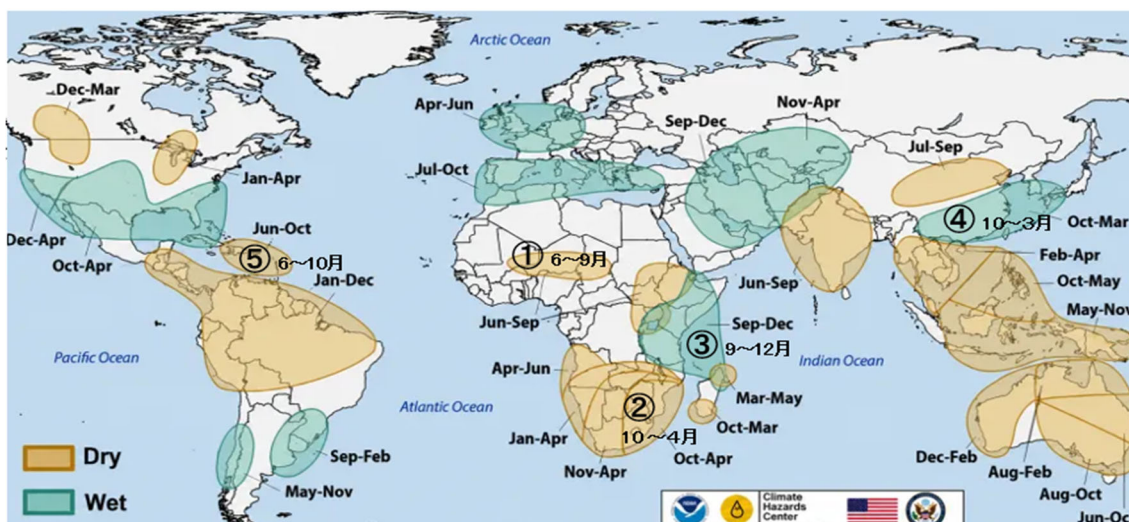 Arctic Ocean
Dec-Mar
Apr-Jun
Nov-Apr
Sep-Dec
Jul-Sep
Jan-Apr
Jul-Oct
④ 10～3月
Oct-Mar
Dec-Apr
Jun-Oct
Oct-Apr
⑤ 6～10月
① 6～9月
Feb-Apr
Jan-Dec
Jun-Sep
Oct-May
Jun-Sep
Sep-Dec
May-Nov
③ 9～12月
Pacific Ocean
Indian Ocean
Apr-Jun
Mar-May
Atlantic Ocean
②
10～4月
Oct-Mar
Jan-Apr
Dry
Sep-Feb
Nov-Apr
Oct-Apr
Dec-Feb
Aug-Feb
Wet
May-Nov
Aug-Oct
Climate
Hazards
Center
NOAA